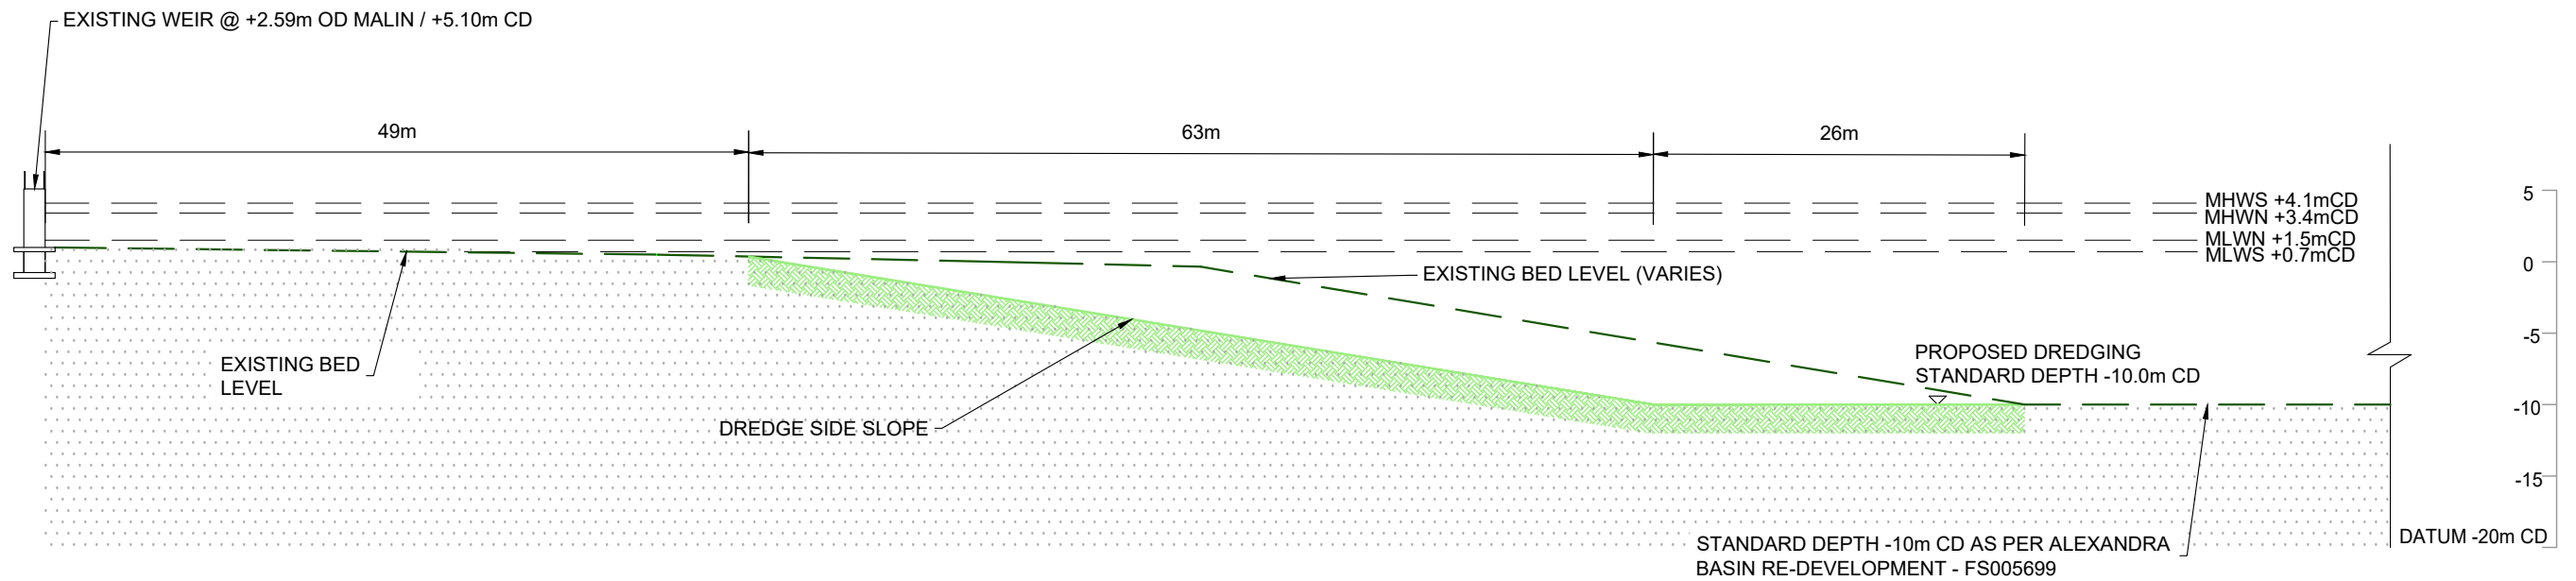 EXISTING WEIR @ +2.59m OD MALIN / +5.10m CD
49m
63m
26m
MHWS +4.1mCD
MHWN +3.4mCD
MLWN +1.5mCD
MLWS +0.7mCD
5
0
-5
-10
-15
EXISTING BED LEVEL (VARIES)
EXISTING BED
LEVEL
PROPOSED DREDGING
STANDARD DEPTH -10.0m CD
DREDGE SIDE SLOPE
DATUM -20m CD
STANDARD DEPTH -10m CD AS PER ALEXANDRA
BASIN RE-DEVELOPMENT - FS005699